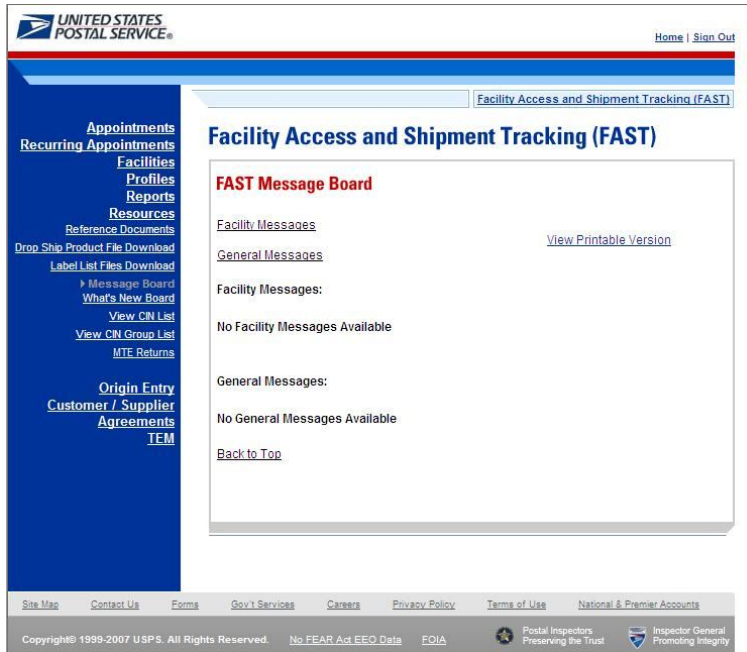 UNITED STATES
POSTAL SERVICE®
Home | Sign Out
Facility Access and Shipment Tracking (FAST)
Appointments
Recurring Appointments
Facilities
Profiles
Reports
Resources
Reference Documents
Drop Ship Product File Download
Label List Files Download
Message Board
What's New Board
View CIN List
View CIN Group List
MTE Returns
Origin Entry
Customer / Supplier
Agreements
TEM
Facility Access and Shipment Tracking (FAST)
FAST Message Board
Facility Messages
View Printable Version
General Messages
Facility Messages:
No Facility Messages Available
General Messages:
No General Messages Available
Back to Top
Site Map Contact Us Forms Gov't Services Careers Privacy Policy Terms of Use National & Premier Accounts
Copyright© 1999-2007 USPS. All Rights Reserved. No FEAR Act EEO Data FOIA
Postal Inspectors
Preserving the Trust
Inspector General
Promoting Integrity